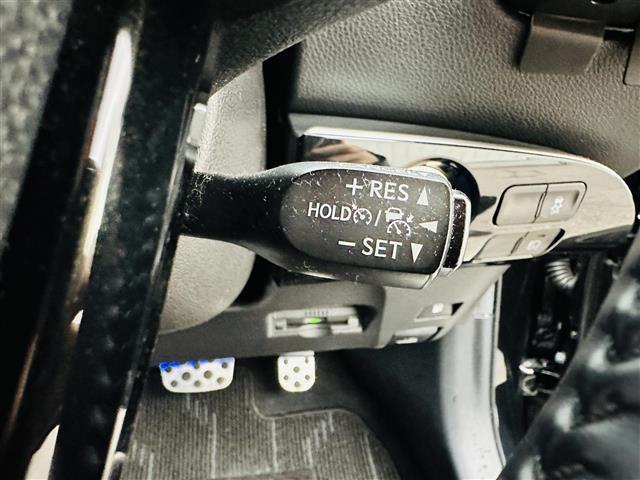 + RES
HOLD /
- SET